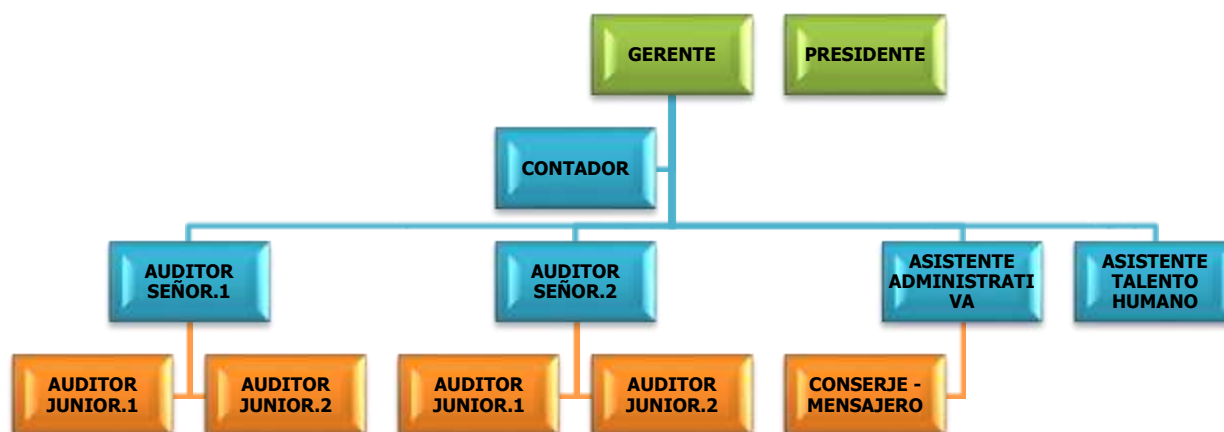 GERENTE
PRESIDENTE
CONTADOR
AUDITOR
SEÑOR.1
AUDITOR
SEÑOR.2
ASISTENTE
ADMINISTRATI
VA
ASISTENTE
TALENTO
HUMANO
AUDITOR
JUNIOR.1
AUDITOR
JUNIOR.2
AUDITOR
JUNIOR.1
AUDITOR
JUNIOR.2
CONSERJE -
MENSAJERO